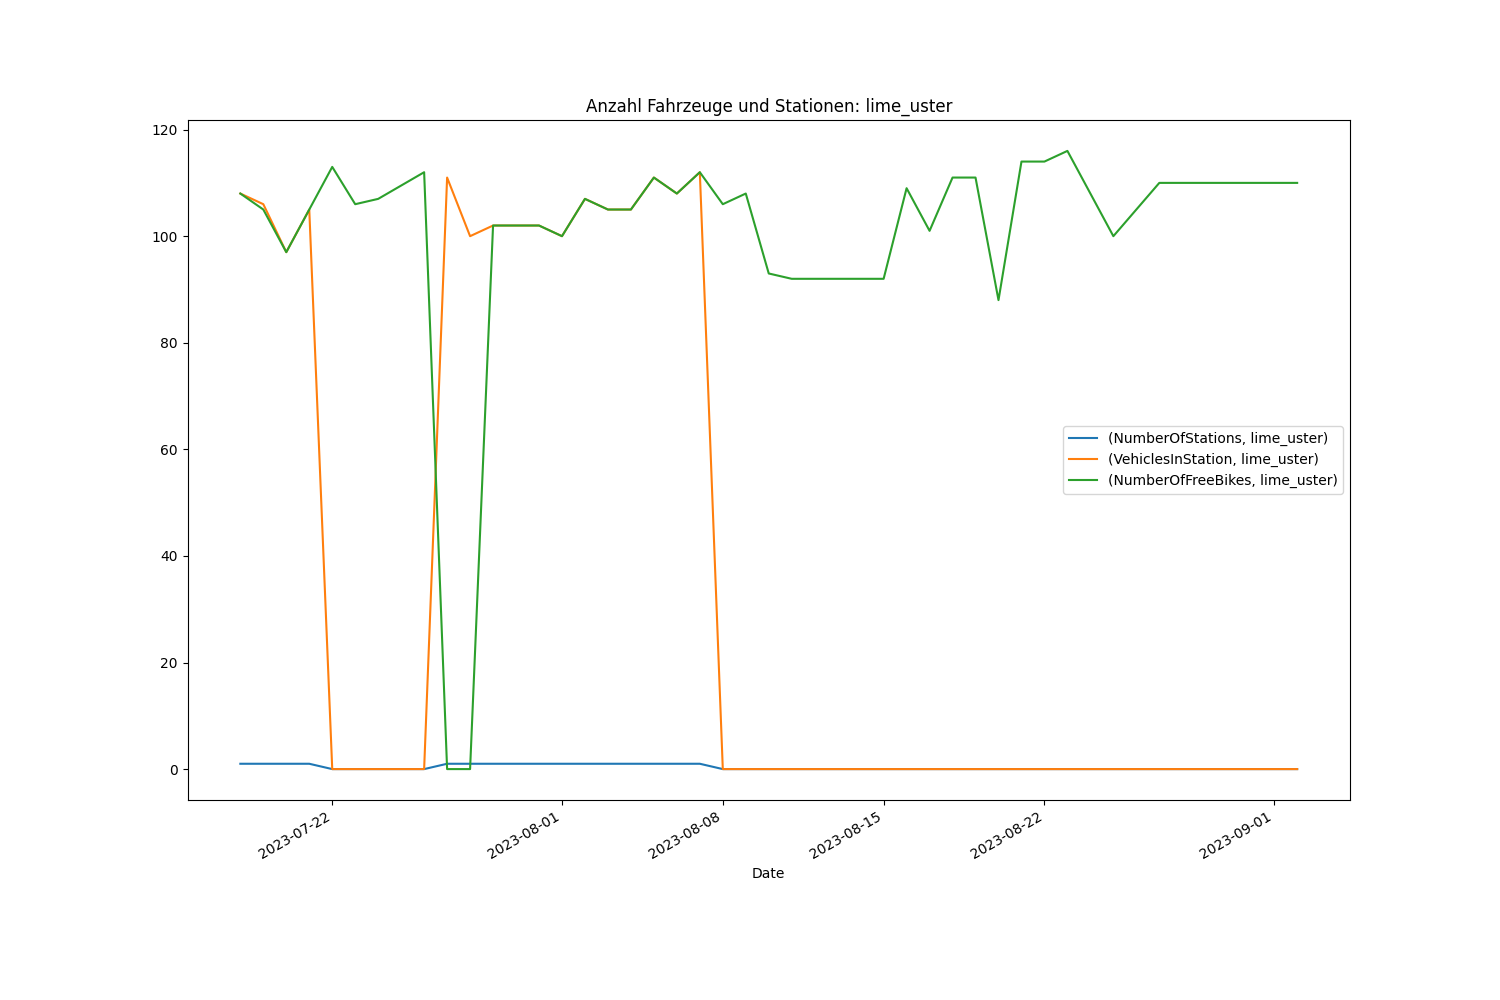 Anzahl Fahrzeuge und Stationen: lime_uster
120
100
80
60
40
20
0
(NumberOfStations, lime_uster)
(VehiclesInStation, lime_uster)
(NumberOfFreeBikes, lime_uster)
2023-07-22
2023-08-01
2023-08-08
2023-08-15
2023-08-22
2023-09-01
Date